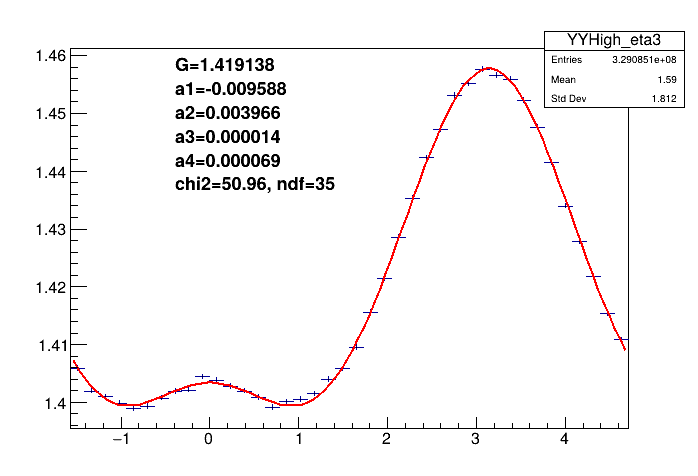 YYHigh_eta3
Entries 3.290851e+08
Mean 1.59
Std Dev 1.812
G=1.419138
a1=-0.009588
a2=0.003966
a3=0.000014
a4=0.000069
chi2=50.96, ndf=35
1.46
1.45
1.44
1.43
1.42
1.41
1.4
−1 0 1 2 3 4